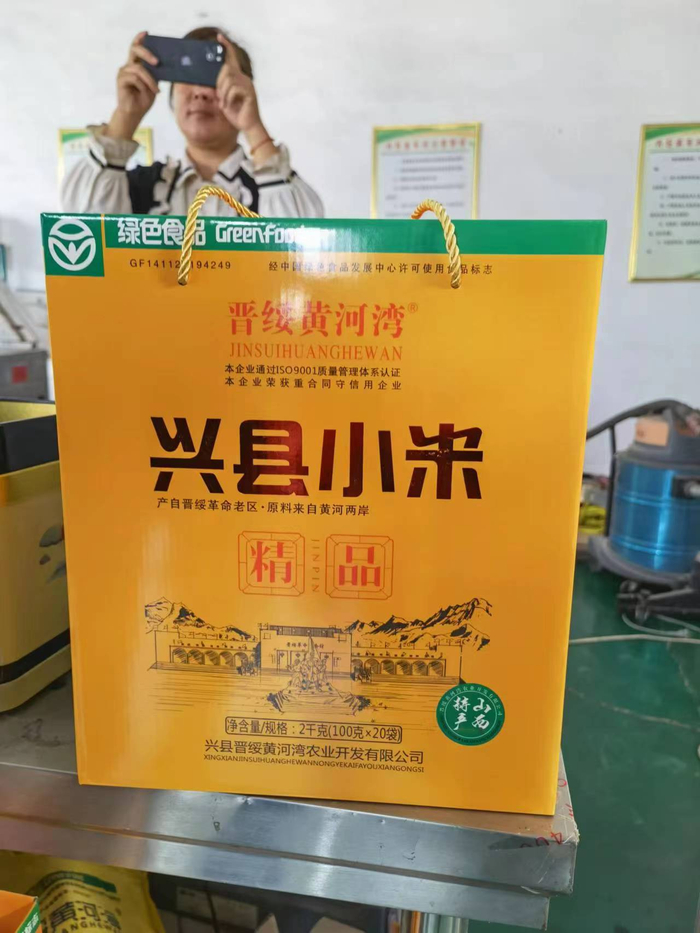 绿色食品 GreenFood
经中国绿色食品发展中心许可使用食品标志
晋绥黄河湾®
JINSUIHUANGHEWAN
本企业通过ISO9001质量管理体系认证
本企业荣获重合同守信用企业
兴县小米
产自晋绥革命老区·原料来自黄河两岸
精品
JINPIN
山西
特产
净含量/规格:2千克(100克×20袋)
兴县晋绥黄河湾农业开发有限公司
XINGXIANJINSUIHUANGHEWANNONGYEKAIFAYOUXIANGONGSI
黄河湾